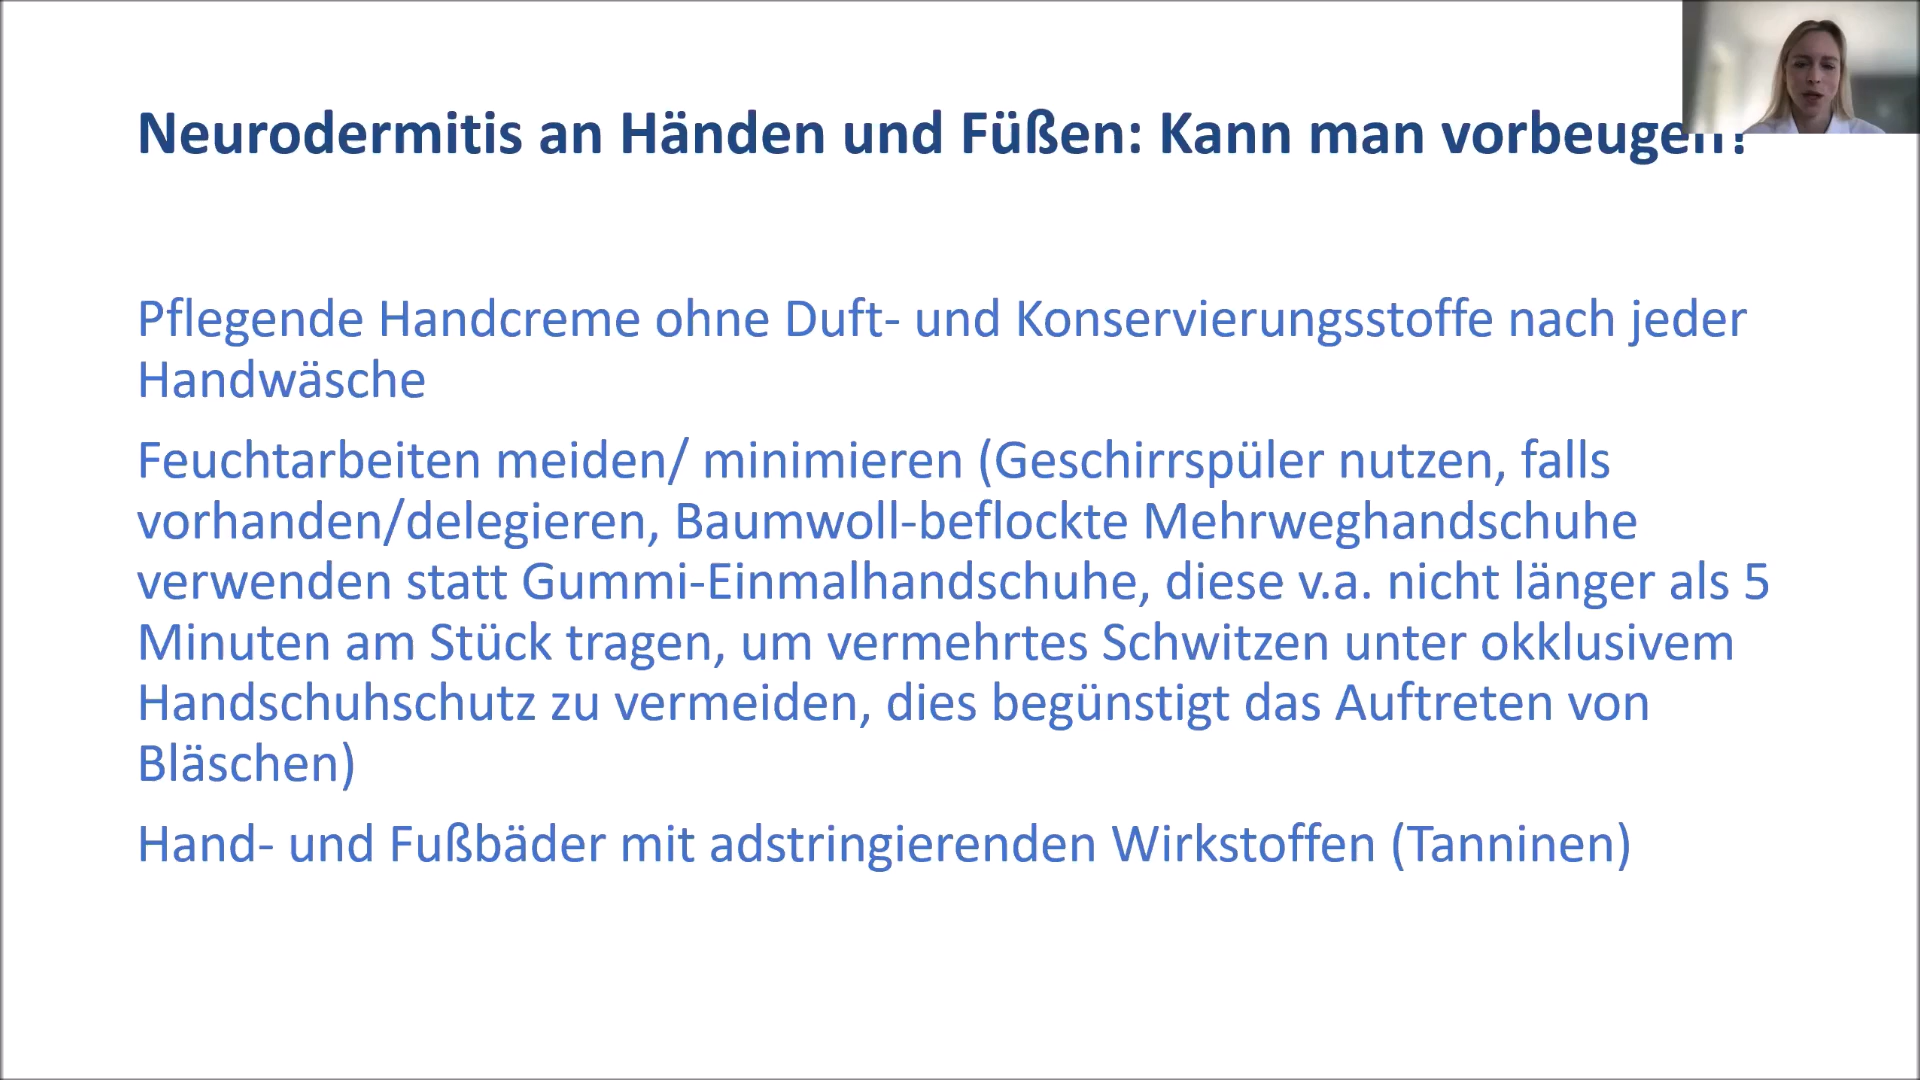 Neurodermitis an Händen und Füßen: Kann man vorbeugen?
Pflegende Handcreme ohne Duft- und Konservierungsstoffe nach jeder
Handwäsche
Feuchtarbeiten meiden/ minimieren (Geschirrspüler nutzen, falls
vorhanden/delegieren, Baumwoll-beflockte Mehrweghandschuhe
verwenden statt Gummi-Einmalhandschuhe, diese v.a. nicht länger als 5
Minuten am Stück tragen, um vermehrtes Schwitzen unter okklusivem
Handschuhschutz zu vermeiden, dies begünstigt das Auftreten von
Bläschen)
Hand- und Fußbäder mit adstringierenden Wirkstoffen (Tanninen)